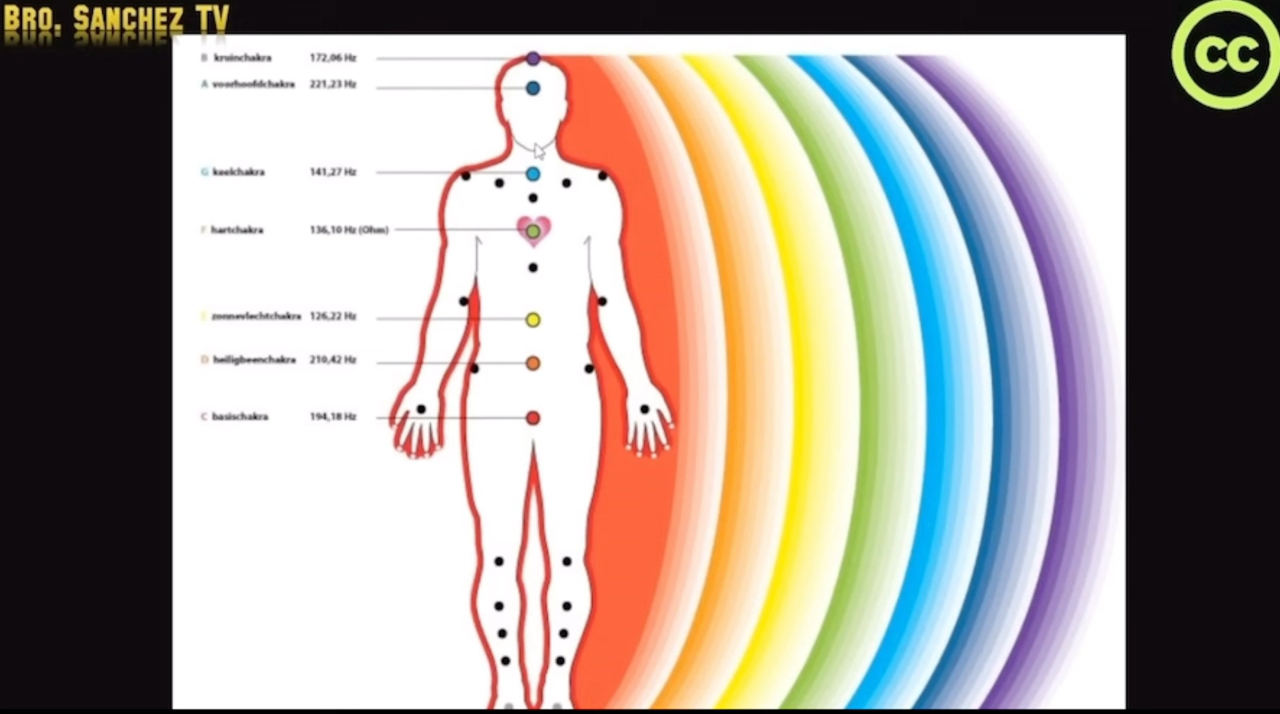 BRO. SANCHEZ TV
CC
B kruinchakra 172,06 Hz
A voorhoofdchakra 221,23 Hz
G keelchakra 141,27 Hz
F hartchakra 136,10 Hz (Ohm)
E zonnevlechtchakra 126,22 Hz
D heiligbeenchakra 210,42 Hz
C basischakra 194,18 Hz